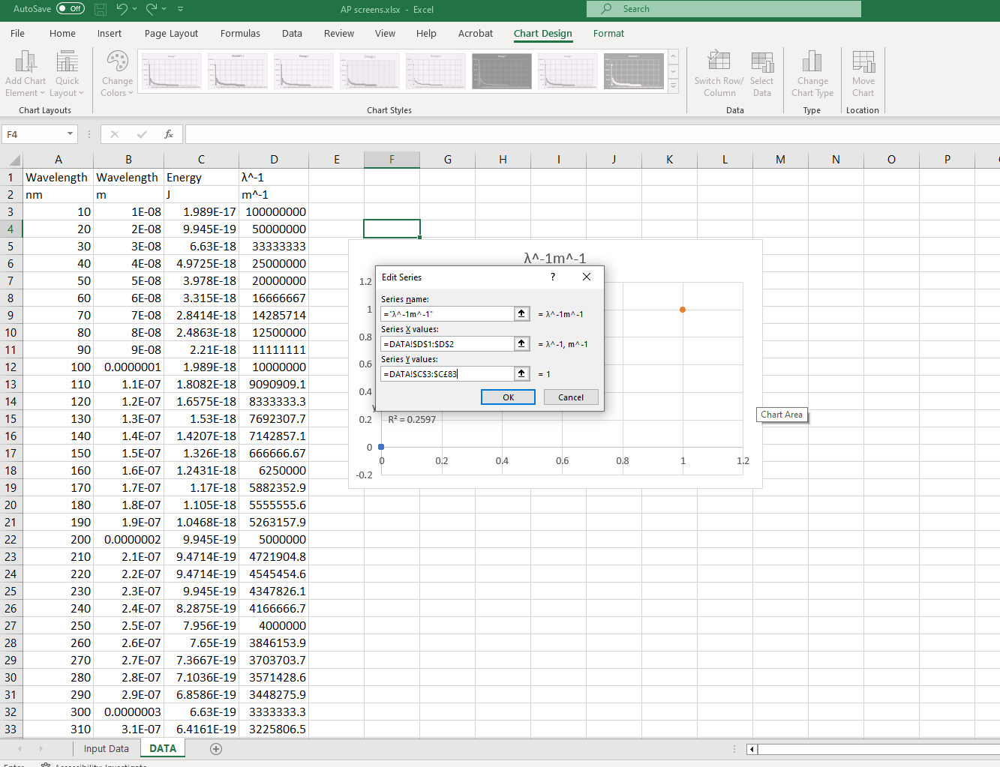 AutoSave Off AP screens.xlsx - Excel Search
File Home Insert Page Layout Formulas Data Review View Help Acrobat Chart Design Format
Add Chart Element Quick Layout Change Colors Switch Row/ Column Select Data Change Chart Type Move Chart
Chart Layouts Chart Styles Data Type Location
F4 fx
A B C D E F G H I J K L M N O P
1 Wavelength Wavelength Energy λ^-1
2 nm m J m^-1
3 10 1E-08 1.989E-17 100000000
4 20 2E-08 9.945E-19 50000000
5 30 3E-08 6.63E-18 33333333
6 40 4E-08 4.9725E-18 25000000
7 50 5E-08 3.978E-18 20000000
8 60 6E-08 3.315E-18 16666667
9 70 7E-08 2.8414E-18 14285714
10 80 8E-08 2.4863E-18 12500000
11 90 9E-08 2.21E-18 11111111
12 100 0.0000001 1.989E-18 10000000
13 110 1.1E-07 1.8082E-18 9090909.1
14 120 1.2E-07 1.6575E-18 8333333.3
15 130 1.3E-07 1.53E-18 7692307.7
16 140 1.4E-07 1.4207E-18 7142857.1
17 150 1.5E-07 1.326E-18 666666.67
18 160 1.6E-07 1.2431E-18 6250000
19 170 1.7E-07 1.17E-18 5882352.9
20 180 1.8E-07 1.105E-18 5555555.6
21 190 1.9E-07 1.0468E-18 5263157.9
22 200 0.0000002 9.945E-19 5000000
23 210 2.1E-07 9.4714E-19 4721904.8
24 220 2.2E-07 9.4714E-19 4545454.6
25 230 2.3E-07 9.945E-19 4347826.1
26 240 2.4E-07 8.2875E-19 4166666.7
27 250 2.5E-07 7.956E-19 4000000
28 260 2.6E-07 7.65E-19 3846153.9
29 270 2.7E-07 7.3667E-19 3703703.7
30 280 2.8E-07 7.1036E-19 3571428.6
31 290 2.9E-07 6.8586E-19 3448275.9
32 300 0.0000003 6.63E-19 3333333.3
33 310 3.1E-07 6.4161E-19 3225806.5
λ^-1m^-1
1.2
1
0.8
0.6
0.4
0.2
0
-0.2
0 0.2 0.4 0.6 0.8 1 1.2
R² = 0.2597
Edit Series ?
Series name:
="λ^-1m^-1" = λ^-1m^-1
Series X values:
=DATA!$D$1:$D$2 = λ^-1, m^-1
Series Y values:
=DATA!$C$3:$C£83 = 1
OK Cancel
Chart Area
Input Data DATA